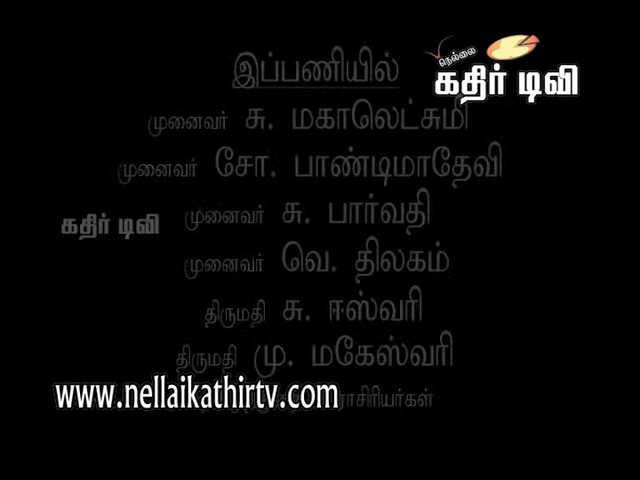 நெல்லை
கதிர் டிவி
இப்பணியில்
முனைவர் சு. மகாலெட்சுமி
முனைவர் சோ. பாண்டிமாதேவி
கதிர் டிவி
முனைவர் சு. பார்வதி
முனைவர் வெ. திலகம்
திருமதி சு. ஈஸ்வரி
திருமதி மு. மகேஸ்வரி
www.nellaikathirtv.com